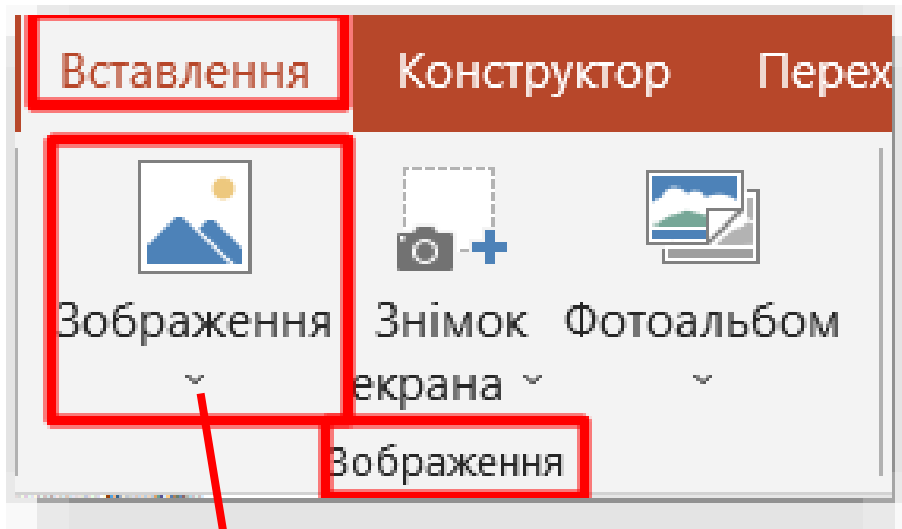 Вставлення Конструктор Перех
Зображення Знімок Фотоальбом
екрана
Зображення